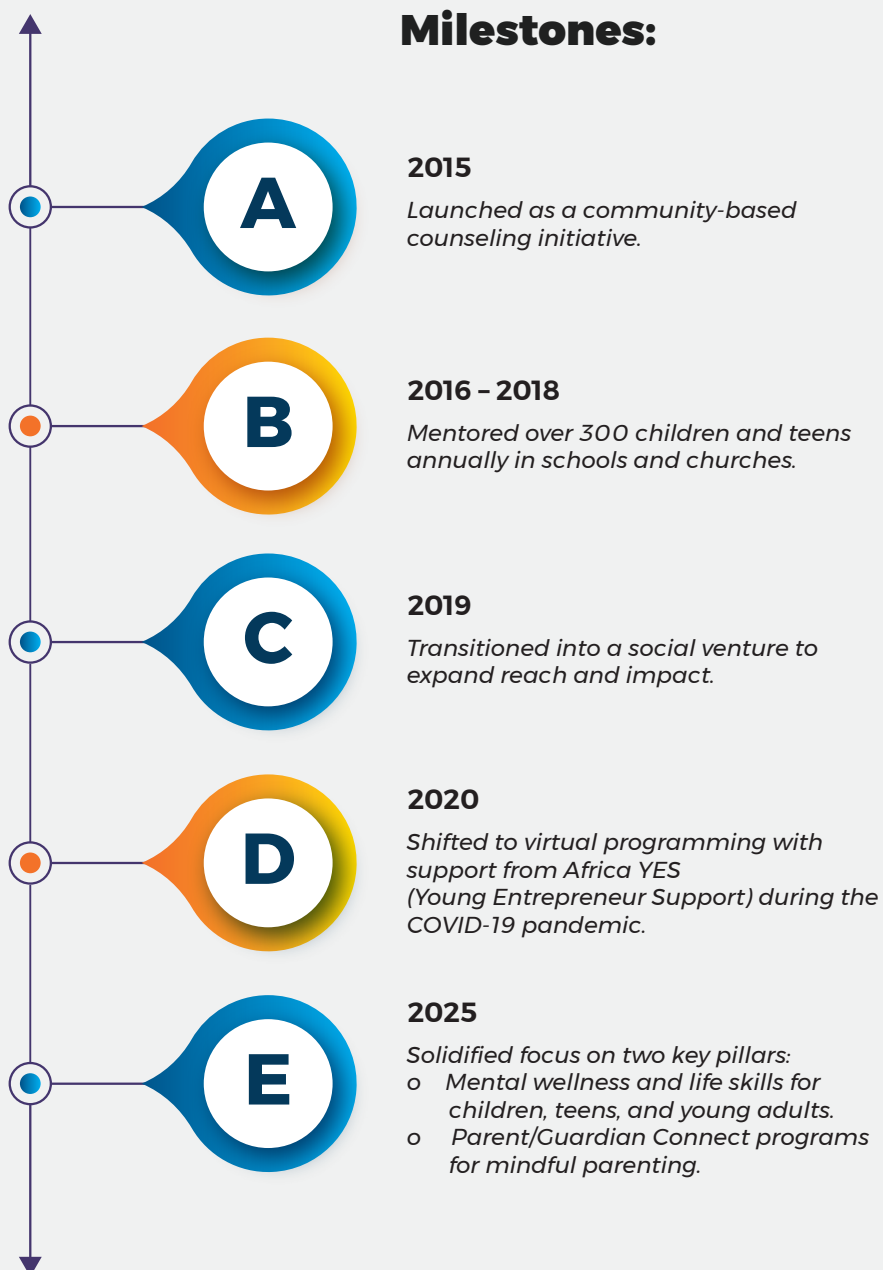 Milestones:
A
2015
Launched as a community-based
counseling initiative.
B
2016 – 2018
Mentored over 300 children and teens
annually in schools and churches.
C
2019
Transitioned into a social venture to
expand reach and impact.
D
2020
Shifted to virtual programming with
support from Africa YES
(Young Entrepreneur Support) during the
COVID-19 pandemic.
E
2025
Solidified focus on two key pillars:
o Mental wellness and life skills for
children, teens, and young adults.
o Parent/Guardian Connect programs
for mindful parenting.